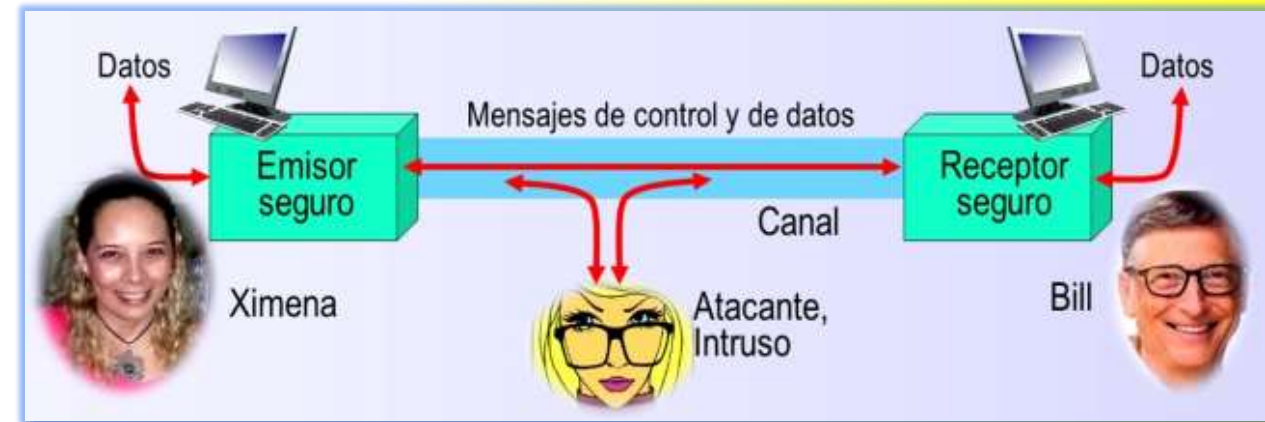 Datos
Datos
Mensajes de control y de datos
Emisor
seguro
Receptor
seguro
Canal
Ximena
Atacante,
Intruso
Bill